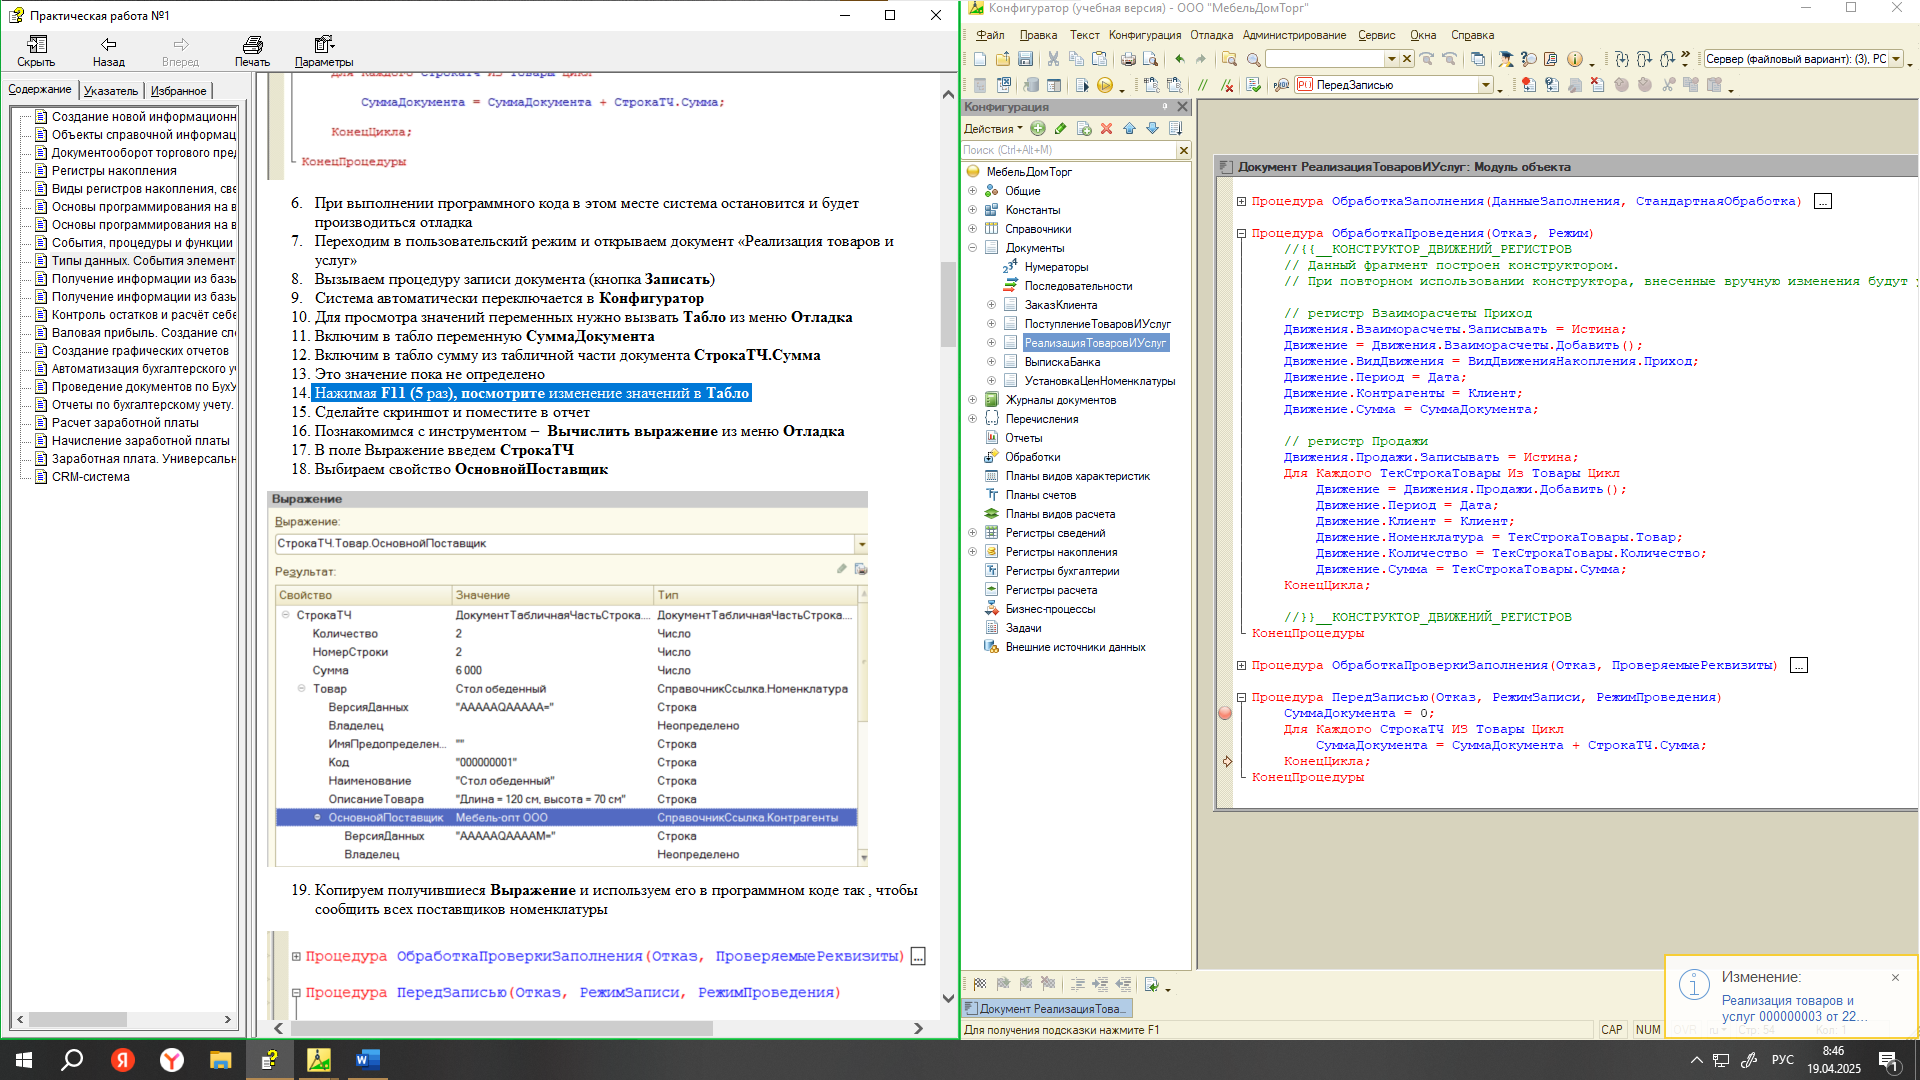 Практическая работа №1
Скрыть
Назад
Вперед
Печать
Параметры
Содержание
Указатель
Избранное
Создание новой информационн
Объекты справочной информац
Документооборот торгового пред
Регистры накопления
Виды регистров накопления, све
Основы программирования на в
Основы программирования на в
События, процедуры и функции
Типы данных. События элемент
Получение информации из базы
Получение информации из базы
Контроль остатков и расчёт себе
Валовая прибыль. Создание сло
Создание графических отчетов
Автоматизация бухгалтерского у
Проведение документов по БухУ
Отчеты по бухгалтерскому учету.
Расчет заработной платы
Начисление заработной платы
Заработная плата. Универсальн
CRM-система
Для Каждого СтрокаТЧ Из Товары Цикл
СуммаДокумента = СуммаДокумента + СтрокаТЧ.Сумма;
КонецЦикла;
КонецПроцедуры
6. При выполнении программного кода в этом месте система остановится и будет
производиться отладка
7. Переходим в пользовательский режим и открываем документ «Реализация товаров и
услуг»
8. Вызываем процедуру записи документа (кнопка Записать)
9. Система автоматически переключается в Конфигуратор
10. Для просмотра значений переменных нужно вызвать Табло из меню Отладка
11. Включим в табло переменную СуммаДокумента
12. Включим в табло сумму из табличной части документа СтрокаТЧ.Сумма
13. Это значение пока не определено
14. Нажимая F11 (5 раз), посмотрите изменение значений в Табло
15. Сделайте скриншот и поместите в отчет
16. Познакомимся с инструментом – Вычислить выражение из меню Отладка
17. В поле Выражение введем СтрокаТЧ
18. Выбираем свойство ОсновнойПоставщик
Выражение
Выражение:
СтрокаТЧ.Товар.ОсновнойПоставщик
Результат:
Свойство Значение Тип
СтрокаТЧ ДокументТабличнаяЧастьСтрока.... ДокументТабличнаяЧастьСтрока....
Количество 2 Число
НомерСтроки 2 Число
Сумма 6 000 Число
Товар Стол обеденный СправочникСсылка.Номенклатура
ВерсияДанных "AAAAAQAAAAA=" Строка
Владелец Неопределено
ИмяПредопределен... "" Строка
Код "000000001" Строка
Наименование "Стол обеденный" Строка
ОписаниеТовара "Длина = 120 см, высота = 70 см" Строка
ОсновнойПоставщик Мебель-опт ООО СправочникСсылка.Контрагенты
ВерсияДанных "AAAAAQAAAAM=" Строка
Владелец Неопределено
19. Копируем получившиеся Выражение и используем его в программном коде так , чтобы
сообщить всех поставщиков номенклатуры
Процедура ОбработкаПроверкиЗаполнения(Отказ, ПроверяемыеРеквизиты) ...
Процедура ПередЗаписью(Отказ, РежимЗаписи, РежимПроведения)
Конфигуратор (учебная версия) - ООО "МебельДомТорг"
Файл Правка Текст Конфигурация Отладка Администрирование Сервис Окна Справка
Сервер (файловый вариант): (3), PC
ПередЗаписью
Конфигурация
Действия
Поиск (Ctrl+Alt+M)
МебельДомТорг
Общие
Константы
Справочники
Документы
Нумераторы
Последовательности
ЗаказКлиента
ПоступлениеТоваровИУслуг
РеализацияТоваровИУслуг
ВыпискаБанка
УстановкаЦенНоменклатуры
Журналы документов
Перечисления
Отчеты
Обработки
Планы видов характеристик
Планы счетов
Планы видов расчета
Регистры сведений
Регистры накопления
Регистры бухгалтерии
Регистры расчета
Бизнес-процессы
Задачи
Внешние источники данных
Документ РеализацияТоваровИУслуг: Модуль объекта
Процедура ОбработкаЗаполнения(ДанныеЗаполнения, СтандартнаяОбработка) ...
Процедура ОбработкаПроведения(Отказ, Режим)
//{{__КОНСТРУКТОР_ДВИЖЕНИЙ_РЕГИСТРОВ
// Данный фрагмент построен конструктором.
// При повторном использовании конструктора, внесенные вручную изменения будут у
// регистр Взаиморасчеты Приход
Движения.Взаиморасчеты.Записывать = Истина;
Движение = Движения.Взаиморасчеты.Добавить();
Движение.ВидДвижения = ВидДвиженияНакопления.Приход;
Движение.Период = Дата;
Движение.Контрагенты = Клиент;
Движение.Сумма = СуммаДокумента;
// регистр Продажи
Движения.Продажи.Записывать = Истина;
Для Каждого ТекСтрокаТовары Из Товары Цикл
Движение = Движения.Продажи.Добавить();
Движение.Период = Дата;
Движение.Клиент = Клиент;
Движение.Номенклатура = ТекСтрокаТовары.Товар;
Движение.Количество = ТекСтрокаТовары.Количество;
Движение.Сумма = ТекСтрокаТовары.Сумма;
КонецЦикла;
//}}__КОНСТРУКТОР_ДВИЖЕНИЙ_РЕГИСТРОВ
КонецПроцедуры
Процедура ОбработкаПроверкиЗаполнения(Отказ, ПроверяемыеРеквизиты) ...
Процедура ПередЗаписью(Отказ, РежимЗаписи, РежимПроведения)
СуммаДокумента = 0;
Для Каждого СтрокаТЧ ИЗ Товары Цикл
СуммаДокумента = СуммаДокумента + СтрокаТЧ.Сумма;
КонецЦикла;
КонецПроцедуры
Изменение:
Реализация товаров и
услуг 000000003 от 22...
Документ РеализацияТова...
Для получения подсказки нажмите F1
CAP NUM OVR ru Стр: 54 Кол: 1
РУС
8:46
19.04.2025
1